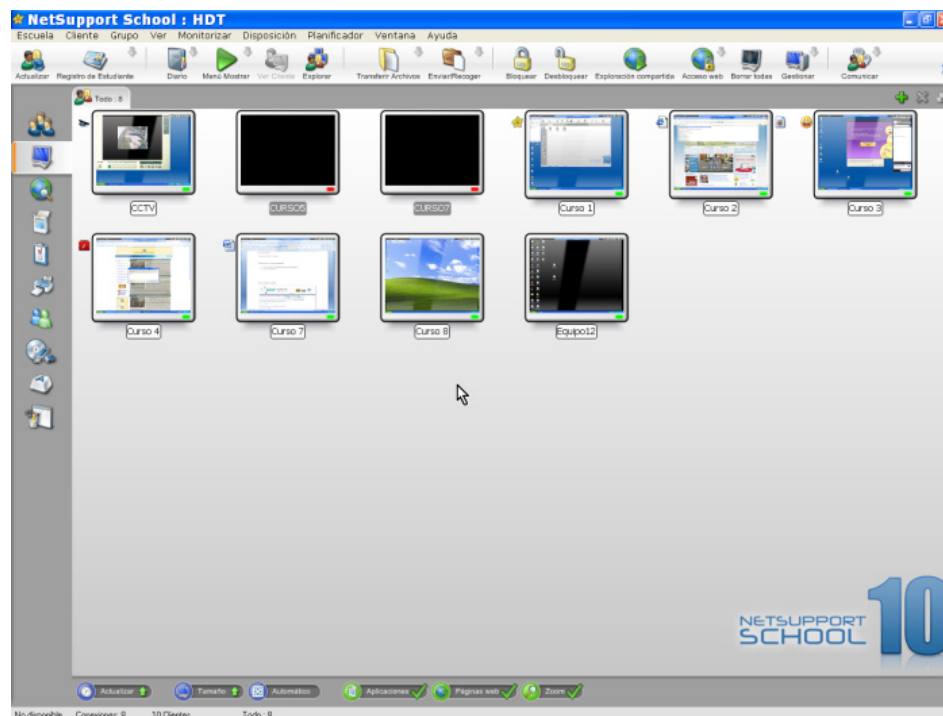 NetSupport School : HDT
Escuela Cliente Grupo Ver Monitorizar Disposición Planificador Ventana Ayuda
Actualizar Registro de Estudiante Diario Menú Mostrar Ver Cliente Explorar Transferir Archivos Enviar/Recoger Bloquear Desbloquear Exploración compartida Acceso web Borrar todas Gestionar Comunicar
Todo : 8
CCTV CURSO5 CURSO7 Curso 1 Curso 2 Curso 3
Curso 4 Curso 7 Curso 8 Equipo12
10
NETSUPPORT
SCHOOL
Actualizar Tamaño Automático Aplicaciones Páginas web Zoom
No disponible Conexiones: 8 10 Clientes Todo : 8